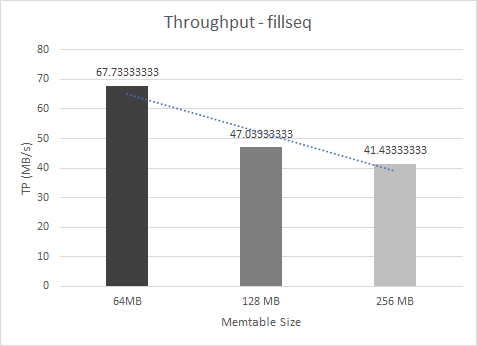 Throughput - fillseq
80
70
60
50
40
30
20
10
0
TP (MB/s)
67.73333333
47.03333333
41.43333333
64MB
128 MB
256 MB
Memtable Size